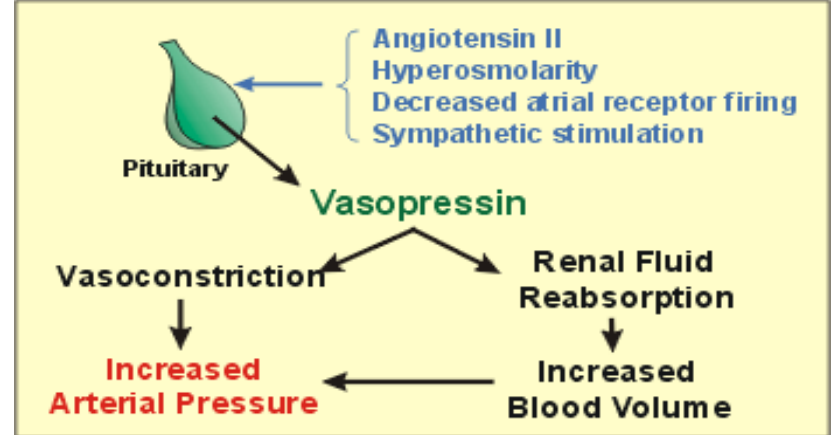 Angiotensin II
Hyperosmolarity
Decreased atrial receptor firing
Sympathetic stimulation
Pituitary
Vasopressin
Vasoconstriction
Renal Fluid
Reabsorption
Increased
Arterial Pressure
Increased
Blood Volume